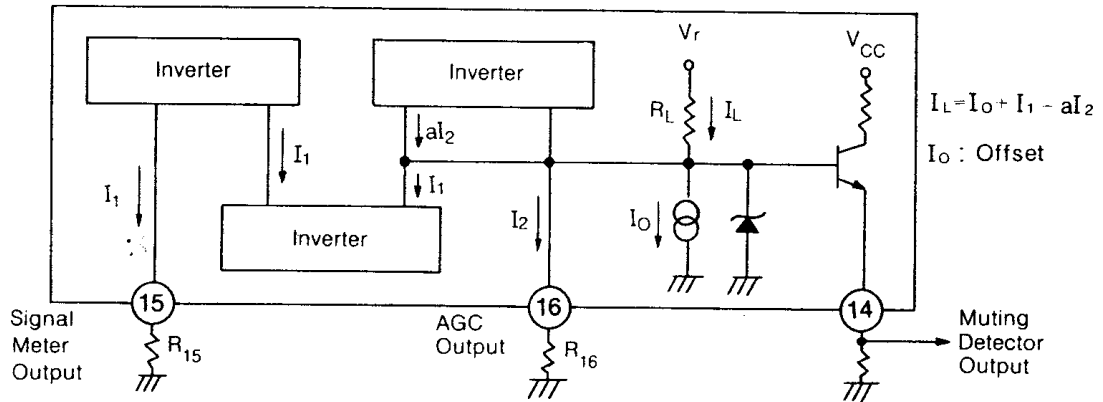 Inverter
Inverter
Vr
VCC
RL
IL
IL=IO+I1-aI2
IO : Offset
aI2
I1
I1
I1
I2
IO
Inverter
15
16
14
Signal
Meter
Output
R15
AGC
Output
R16
Muting
Detector
Output